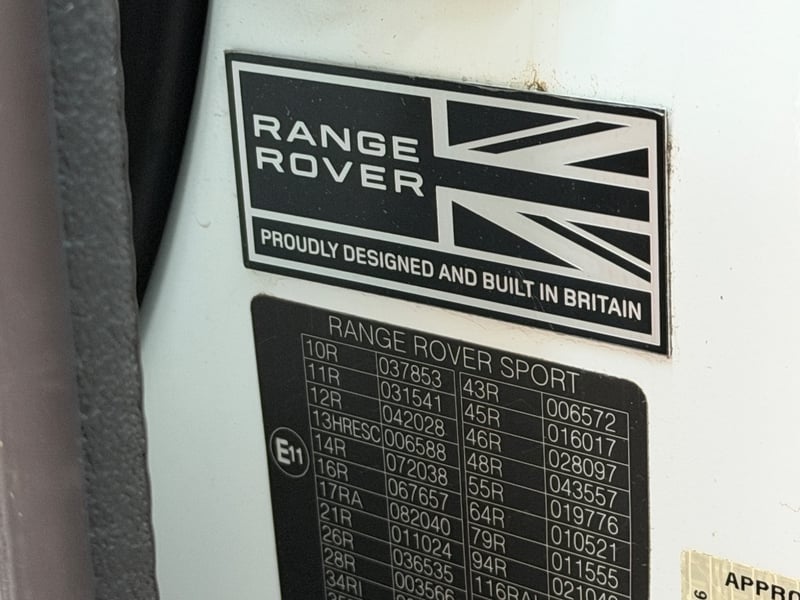 RANGE
ROVER
PROUDLY DESIGNED AND BUILT IN BRITAIN
RANGE ROVER SPORT
10R 037853 43R 006572
11R 031541 45R 016017
12R 042028 46R 028097
13HRESC 006588 48R 043557
14R 072038 55R 019776
16R 067657 64R 010521
17RA 082040 79R 011555
21R 011024 94R
26R 036535
28R 003566
34RI
E11